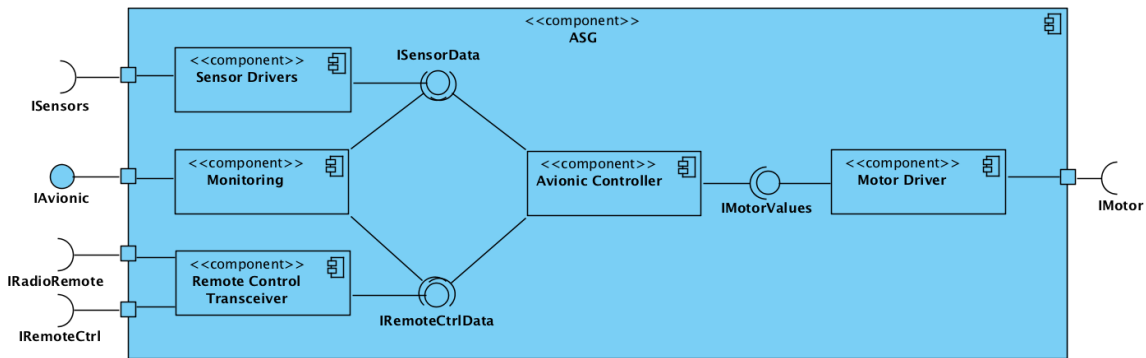 <<component>>
ASG
ISensorData
<<component>>
Sensor Drivers
ISensors
<<component>>
Monitoring
IAvionic
<<component>>
Avionic Controller
IMotorValues
<<component>>
Motor Driver
IMotor
IRadioRemote
<<component>>
Remote Control
Transceiver
IRemoteCtrl
IRemoteCtrlData